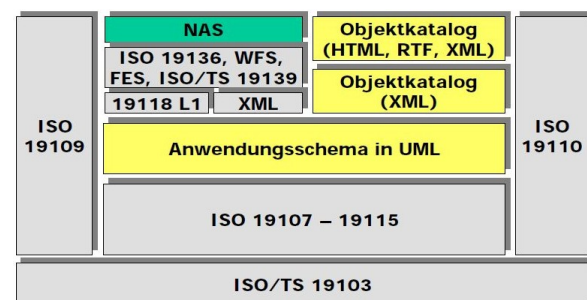 NAS
ISO 19136, WFS,
FES, ISO/TS 19139
19118 L1
XML
Objektkatalog
(HTML, RTF, XML)
Objektkatalog
(XML)
ISO
19109
ISO
19110
Anwendungsschema in UML
ISO 19107 – 19115
ISO/TS 19103